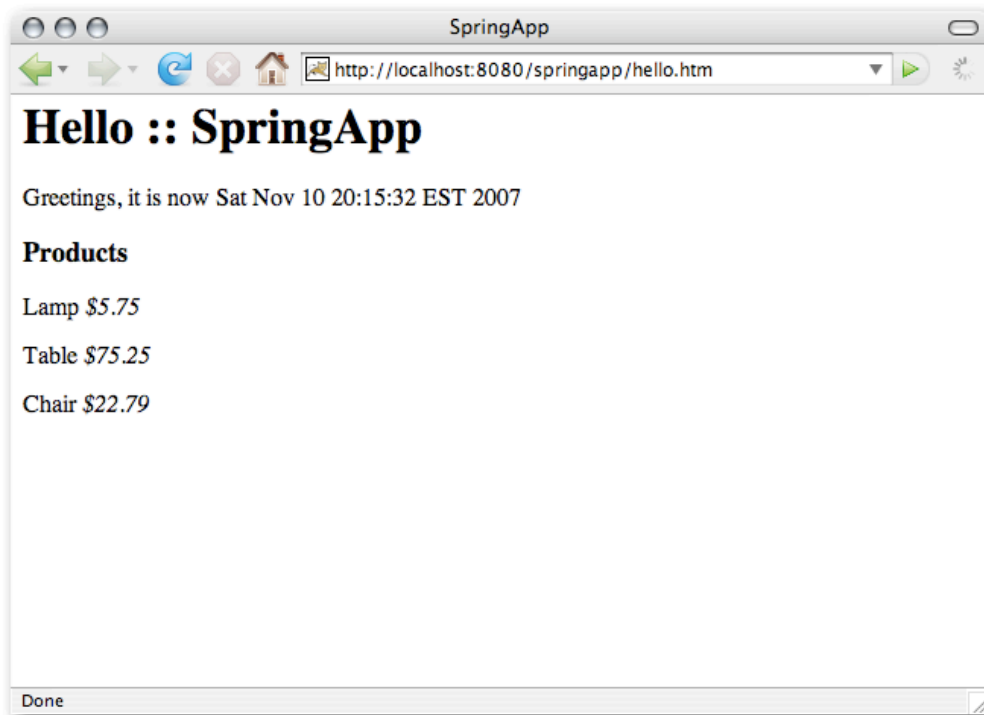 SpringApp
http://localhost:8080/springapp/hello.htm
Hello :: SpringApp
Greetings, it is now Sat Nov 10 20:15:32 EST 2007
Products
Lamp $5.75
Table $75.25
Chair $22.79
Done